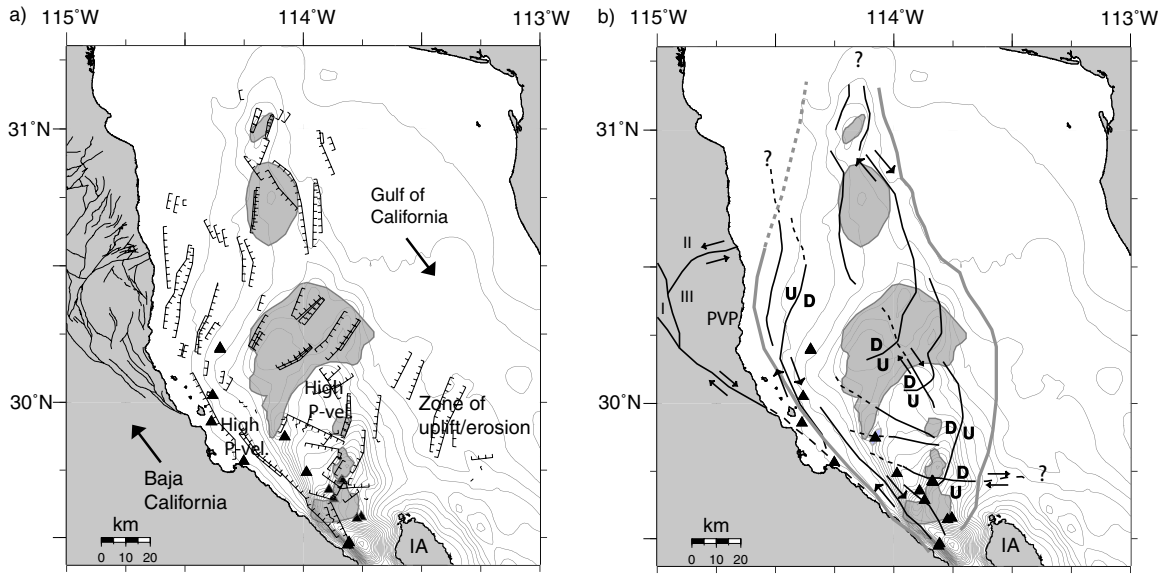 a)
115°W
114°W
113°W
31°N
30°N
Gulf of
California
High
P-vel.
High
P-vel.
Zone of
uplift/erosion
Baja
California
km
0 10 20
IA
b)
115°W
114°W
113°W
31°N
30°N
?
?
II
III
I
PVP
U D
D
U
D
U
D U
D
U
?
km
0 10 20
IA